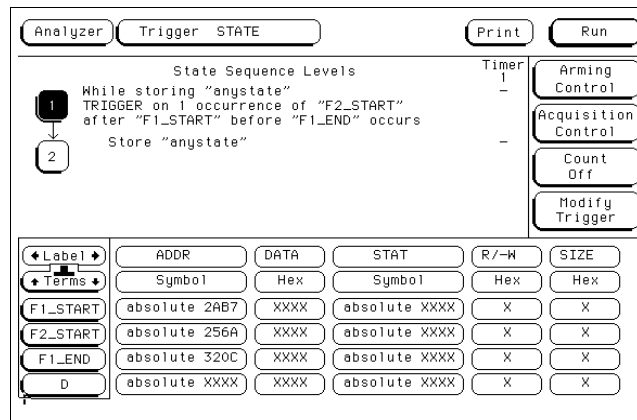 Analyzer Trigger STATE Print Run
State Sequence Levels Timer
1
Arming
Control
1 While storing "anystate" –
TRIGGER on 1 occurrence of "F2_START"
after "F1_START" before "F1_END" occurs
Acquisition
Control
2 Store "anystate" –
Count
Off
Modify
Trigger
Label ADDR DATA STAT R/-W SIZE
Terms Symbol Hex Symbol Hex Hex
F1_START absolute 2AB7 XXXX absolute XXXX X X
F2_START absolute 256A XXXX absolute XXXX X X
F1_END absolute 320C XXXX absolute XXXX X X
D absolute XXXX XXXX absolute XXXX X X